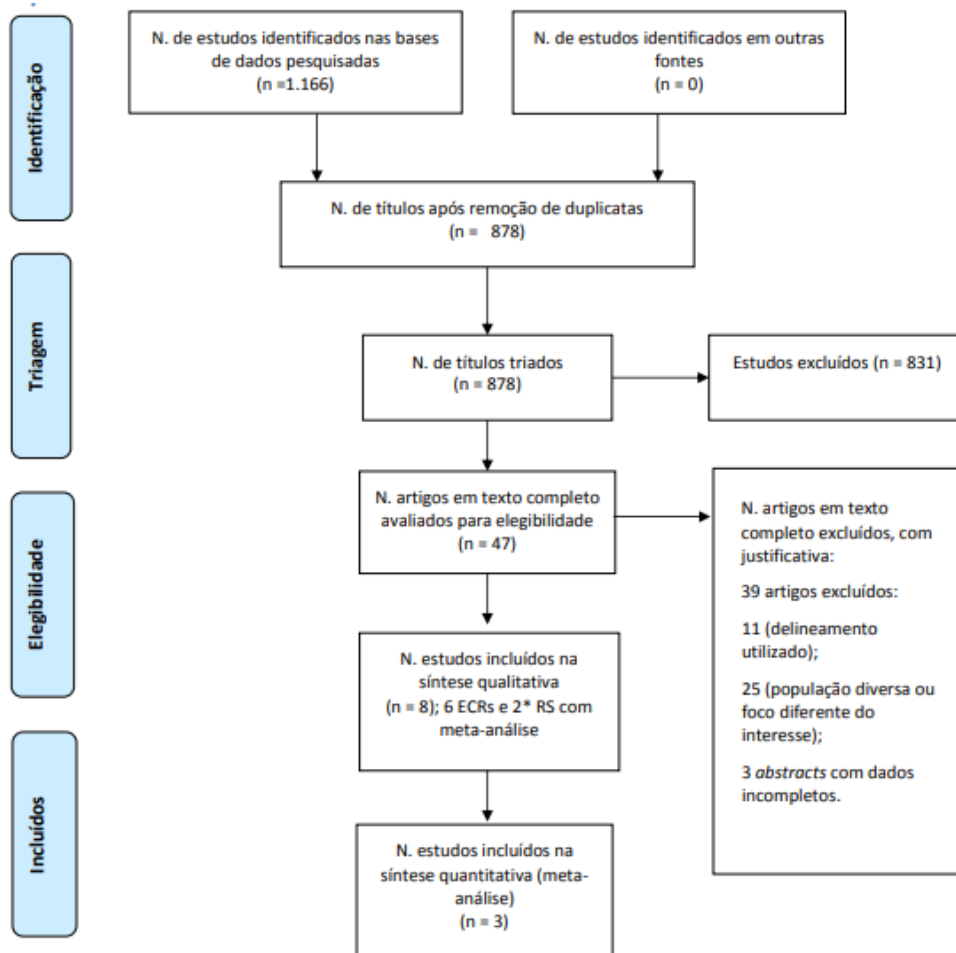 Identificação
N. de estudos identificados nas bases
de dados pesquisadas
(n =1.166)
N. de estudos identificados em outras
fontes
(n = 0)
N. de títulos após remoção de duplicatas
(n = 878)
Triagem
N. de títulos triados
(n = 878)
Estudos excluídos (n = 831)
Elegibilidade
N. artigos em texto completo
avaliados para elegibilidade
(n = 47)
N. artigos em texto
completo excluídos, com
justificativa:
39 artigos excluídos:
11 (delineamento
utilizado);
25 (população diversa ou
foco diferente do
interesse);
3 abstracts com dados
incompletos.
N. estudos incluídos na
síntese qualitativa
(n = 8); 6 ECRs e 2* RS com
meta-análise
Incluídos
N. estudos incluídos na
síntese quantitativa (meta-
análise)
(n = 3)